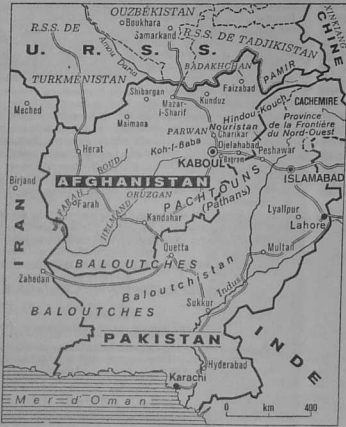 OUZBÉKISTAN
Boukhara
Samarkand
R.S.S. DE
R.S.S. DE TADJIKISTAN
XINKIANG
CHINE
U. R. S. S.
Amou Daria
BADAKHCHAN
PAMIR
TURKMÉNISTAN
Shibargan
Faizabad
Meched
Mazar-i-Sharif
Kunduz
Hindou Kouch
CACHEMIRE
Maimana
Nouristan
Province de la Frontière du Nord-Ouest
PARWAN
Charikar
Koh-I-Baba
Djelahabad
Herat
KABOUL
Peshawar
ROUD
Birjand
AFGHANISTAN
ISLAMABAD
ORUZGAN
PACHTOUNS
(Pathans)
FARAH
Farah
HELMAND
Lyallpur
IRAN
Kandahar
Lahore
Quetta
Multan
BALOUTCHES
Zahedan
Baloutchistan
Indus
BALOUTCHES
Sukkur
INDE
PAKISTAN
Hyderabad
Karachi
Mer d'Oman
0 km 400